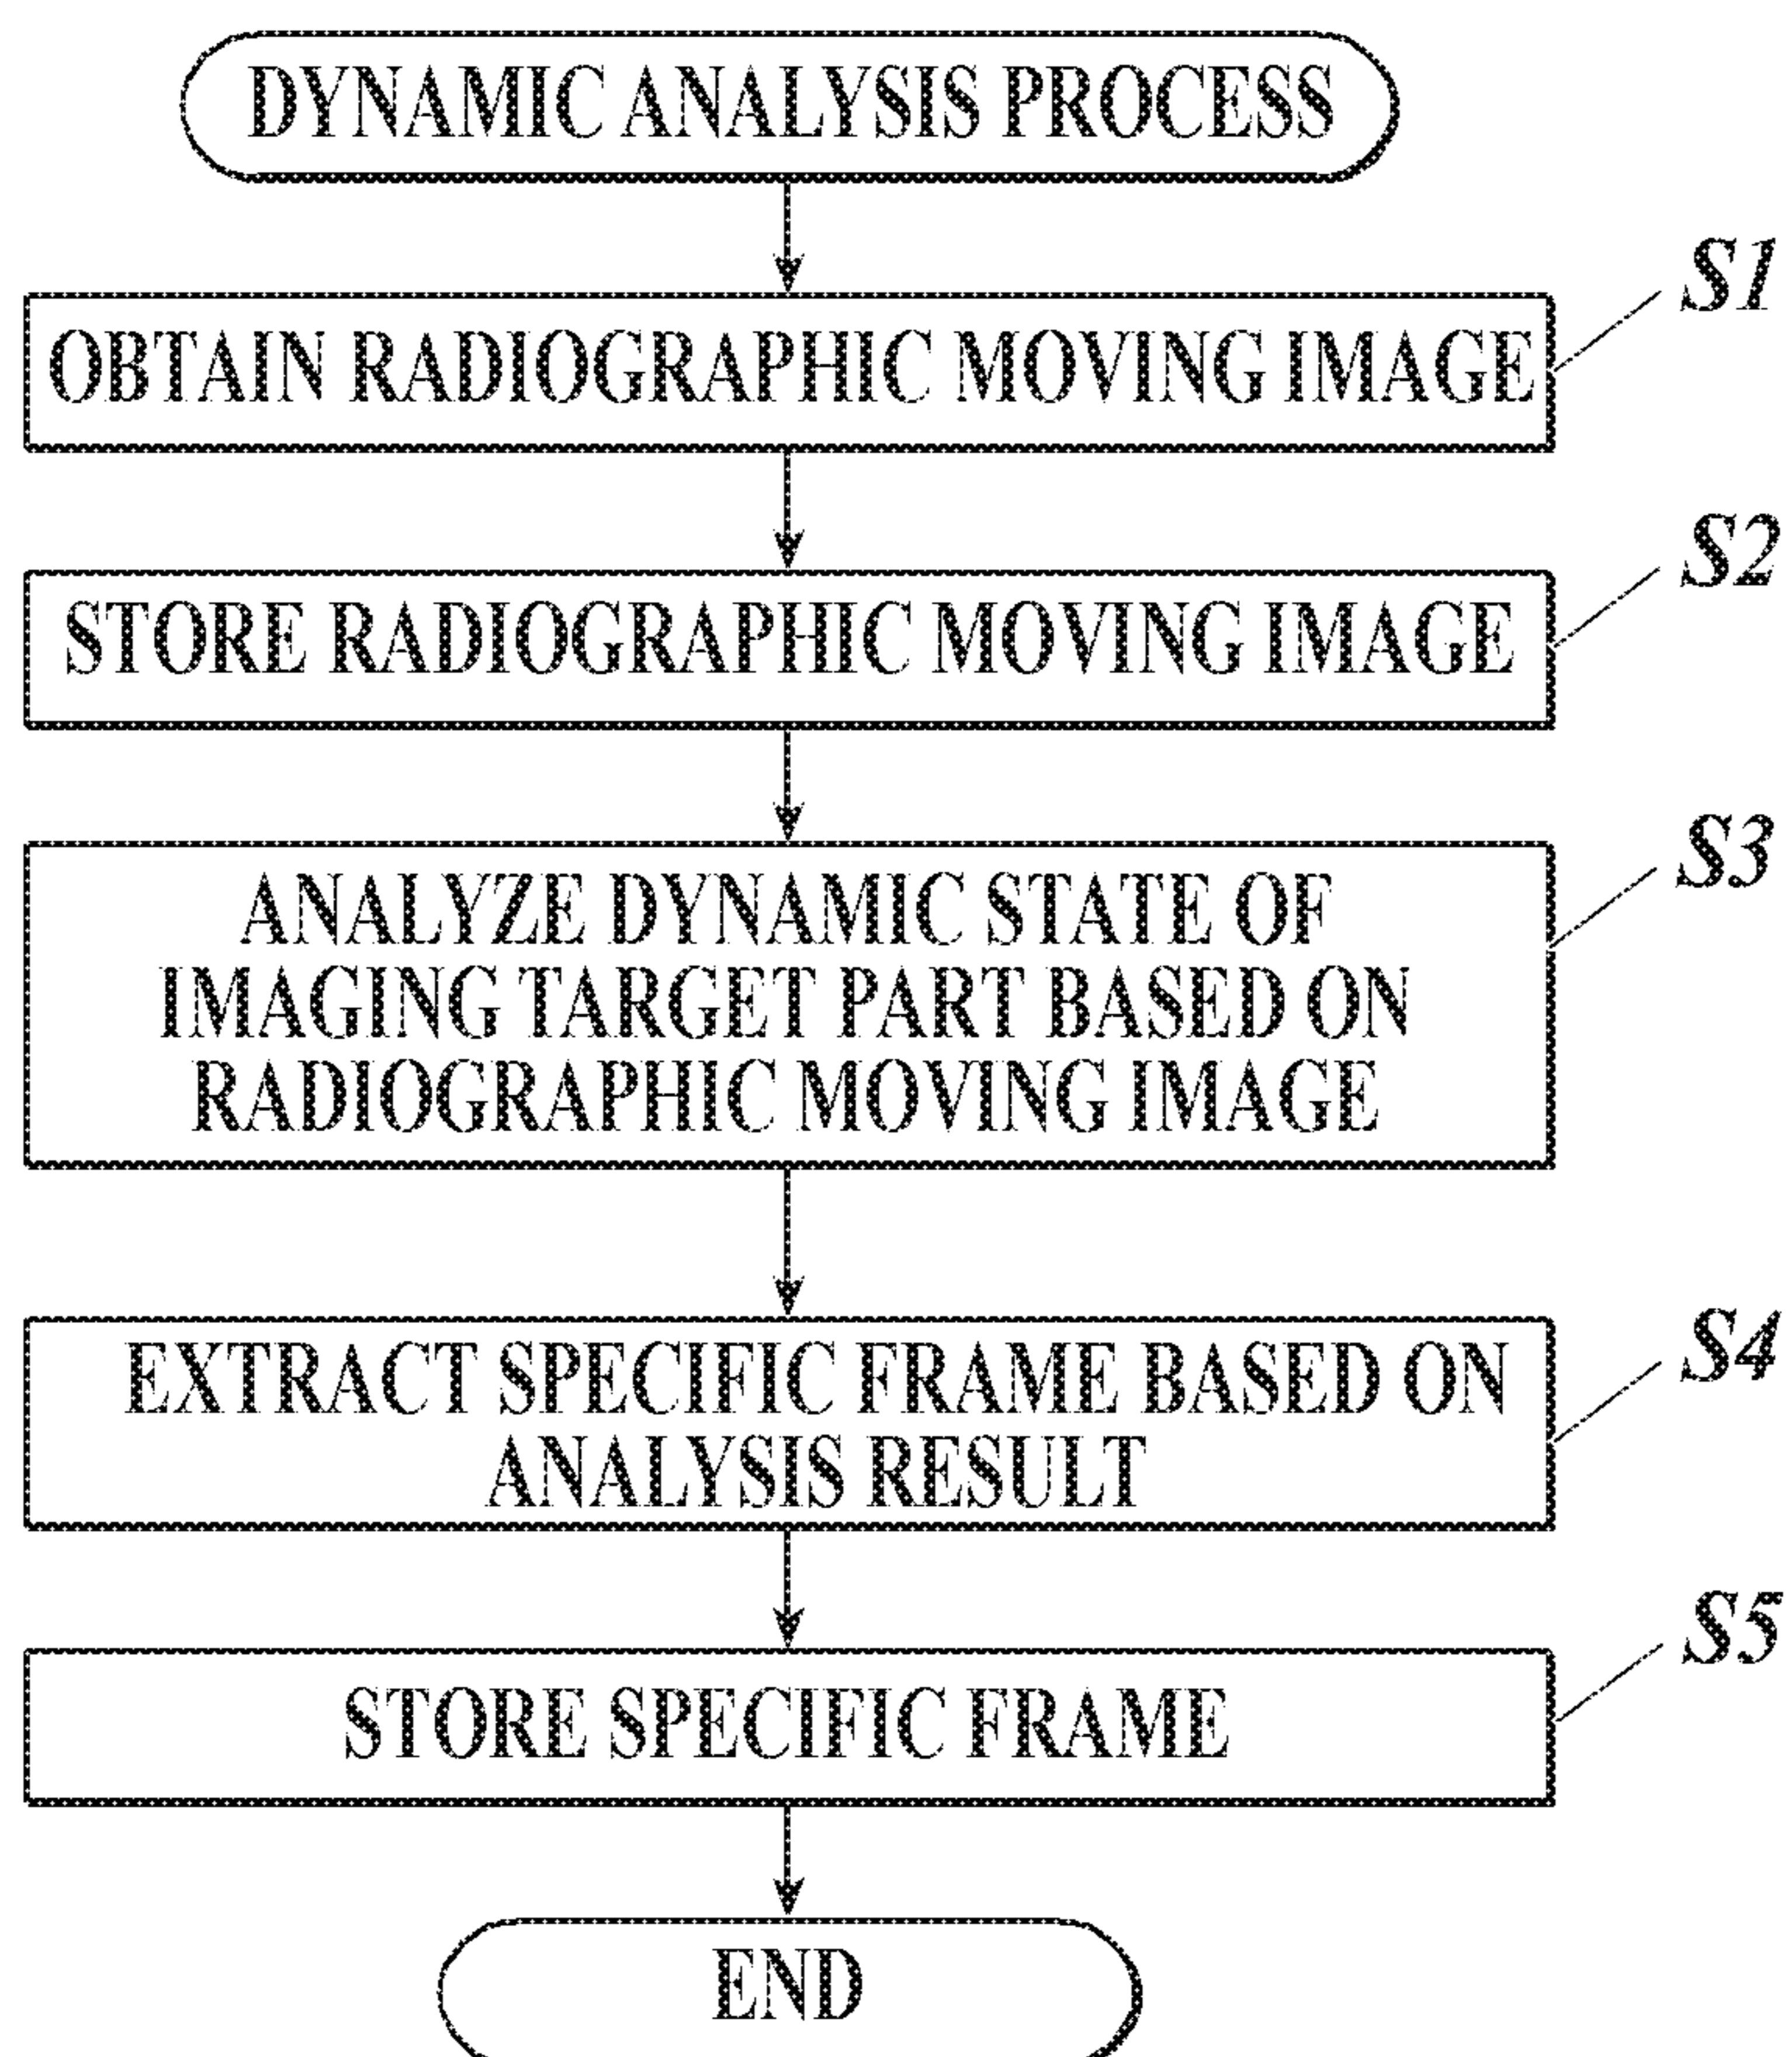 DYNAMIC ANALYSIS PROCESS
S1
OBTAIN RADIOGRAPHIC MOVING IMAGE
S2
STORE RADIOGRAPHIC MOVING IMAGE
S3
ANALYZE DYNAMIC STATE OF
IMAGING TARGET PART BASED ON
RADIOGRAPHIC MOVING IMAGE
S4
EXTRACT SPECIFIC FRAME BASED ON
ANALYSIS RESULT
S5
STORE SPECIFIC FRAME
END